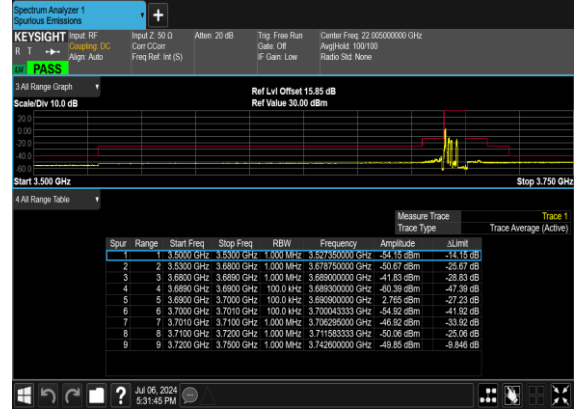 Spectrum Analyzer 1
Spurious Emissions
+
KEYSIGHT Input: RF Input Z: 50 Ω Atten: 20 dB Trig: Free Run Center Freq: 22.005000000 GHz
R T Coupling: DC Corr CCorr Gate: Off Avg|Hold: 100/100
Align: Auto Freq Ref: Int (S) IF Gain: Low Radio Std: None
PASS
3 All Range Graph
Ref Lvl Offset 15.85 dB
Scale/Div 10.0 dB Ref Value 30.00 dBm
20.0
0.00
-20.0
-40.0
-60.0
Start 3.500 GHz Stop 3.750 GHz
4 All Range Table
Measure Trace Trace 1
Trace Type Trace Average (Active)
Spur Range Start Freq Stop Freq RBW Frequency Amplitude ΔLimit
1 1 3.5000 GHz 3.5300 GHz 1.000 MHz 3.527350000 GHz -54.15 dBm -14.15 dB
2 2 3.5300 GHz 3.6800 GHz 1.000 MHz 3.678750000 GHz -50.67 dBm -25.67 dB
3 3 3.6800 GHz 3.6890 GHz 1.000 MHz 3.689000000 GHz -41.83 dBm -28.83 dB
4 4 3.6890 GHz 3.6900 GHz 100.0 kHz 3.689300000 GHz -60.39 dBm -47.39 dB
5 5 3.6900 GHz 3.7000 GHz 100.0 kHz 3.690900000 GHz 2.765 dBm -27.23 dB
6 6 3.7000 GHz 3.7010 GHz 100.0 kHz 3.700043333 GHz -54.92 dBm -41.92 dB
7 7 3.7010 GHz 3.7100 GHz 1.000 MHz 3.706295000 GHz -46.92 dBm -33.92 dB
8 8 3.7100 GHz 3.7200 GHz 1.000 MHz 3.711583333 GHz -50.06 dBm -25.06 dB
9 9 3.7200 GHz 3.7500 GHz 1.000 MHz 3.742600000 GHz -49.85 dBm -9.846 dB
?
Jul 06, 2024
5:31:45 PM